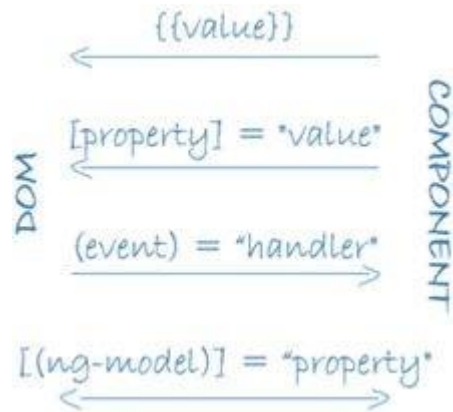 {{value}}
[property] = "value"
DOM
COMPONENT
(event) = "handler"
[(ng-model)] = "property"